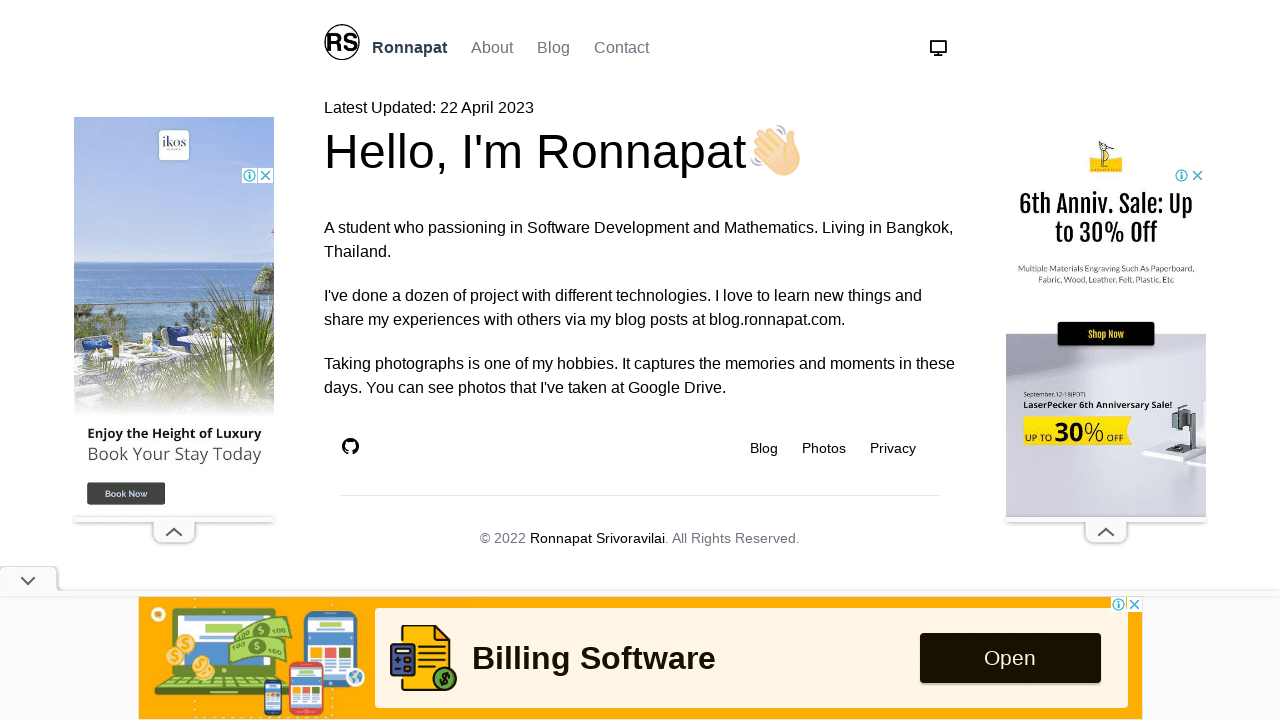 RS
Ronnapat
About
Blog
Contact
Latest Updated: 22 April 2023
Hello, I'm Ronnapat👋
A student who passioning in Software Development and Mathematics. Living in Bangkok,
Thailand.
I've done a dozen of project with different technologies. I love to learn new things and
share my experiences with others via my blog posts at blog.ronnapat.com.
Taking photographs is one of my hobbies. It captures the memories and moments in these
days. You can see photos that I've taken at Google Drive.
Blog
Photos
Privacy
© 2022 Ronnapat Srivoravilai. All Rights Reserved.
ikos
Enjoy the Height of Luxury
Book Your Stay Today
Book Now
6th Anniv. Sale: Up
to 30% Off
Multiple Materials Engraving Such As Paperboard,
Fabric, Wood, Leather, Felt, Plastic, Etc
Shop Now
September,12-18(PDT)
LaserPecker 6th Anniversary Sale!
UP TO 30% OFF
100
100
Billing Software
Open